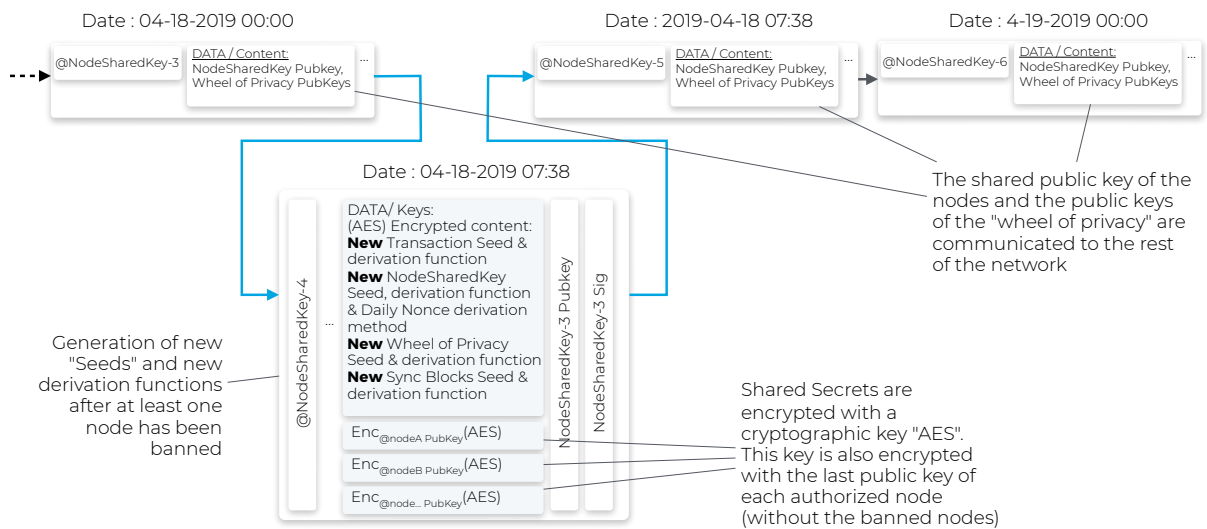 Date : 04-18-2019 00:00
@NodeSharedKey-3
DATA / Content:
NodeSharedKey Pubkey,
Wheel of Privacy PubKeys
...
Date : 2019-04-18 07:38
@NodeSharedKey-5
DATA / Content:
NodeSharedKey Pubkey,
Wheel of Privacy PubKeys
...
Date : 4-19-2019 00:00
@NodeSharedKey-6
DATA / Content:
NodeSharedKey Pubkey,
Wheel of Privacy PubKeys
...
Date : 04-18-2019 07:38
@NodeSharedKey-4
...
DATA/ Keys:
(AES) Encrypted content:
New Transaction Seed &
derivation function
New NodeSharedKey
Seed, derivation function
& Daily Nonce derivation
method
New Wheel of Privacy
Seed & derivation function
New Sync Blocks Seed &
derivation function
Enc@nodeA PubKey(AES)
Enc@nodeB PubKey(AES)
Enc@node... PubKey(AES)
NodeSharedKey-3 Pubkey
NodeSharedKey-3 Sig
Generation of new
"Seeds" and new
derivation functions
after at least one
node has been
banned
The shared public key of the
nodes and the public keys
of the "wheel of privacy" are
communicated to the rest
of the network
Shared Secrets are
encrypted with a
cryptographic key "AES".
This key is also encrypted
with the last public key of
each authorized node
(without the banned nodes)